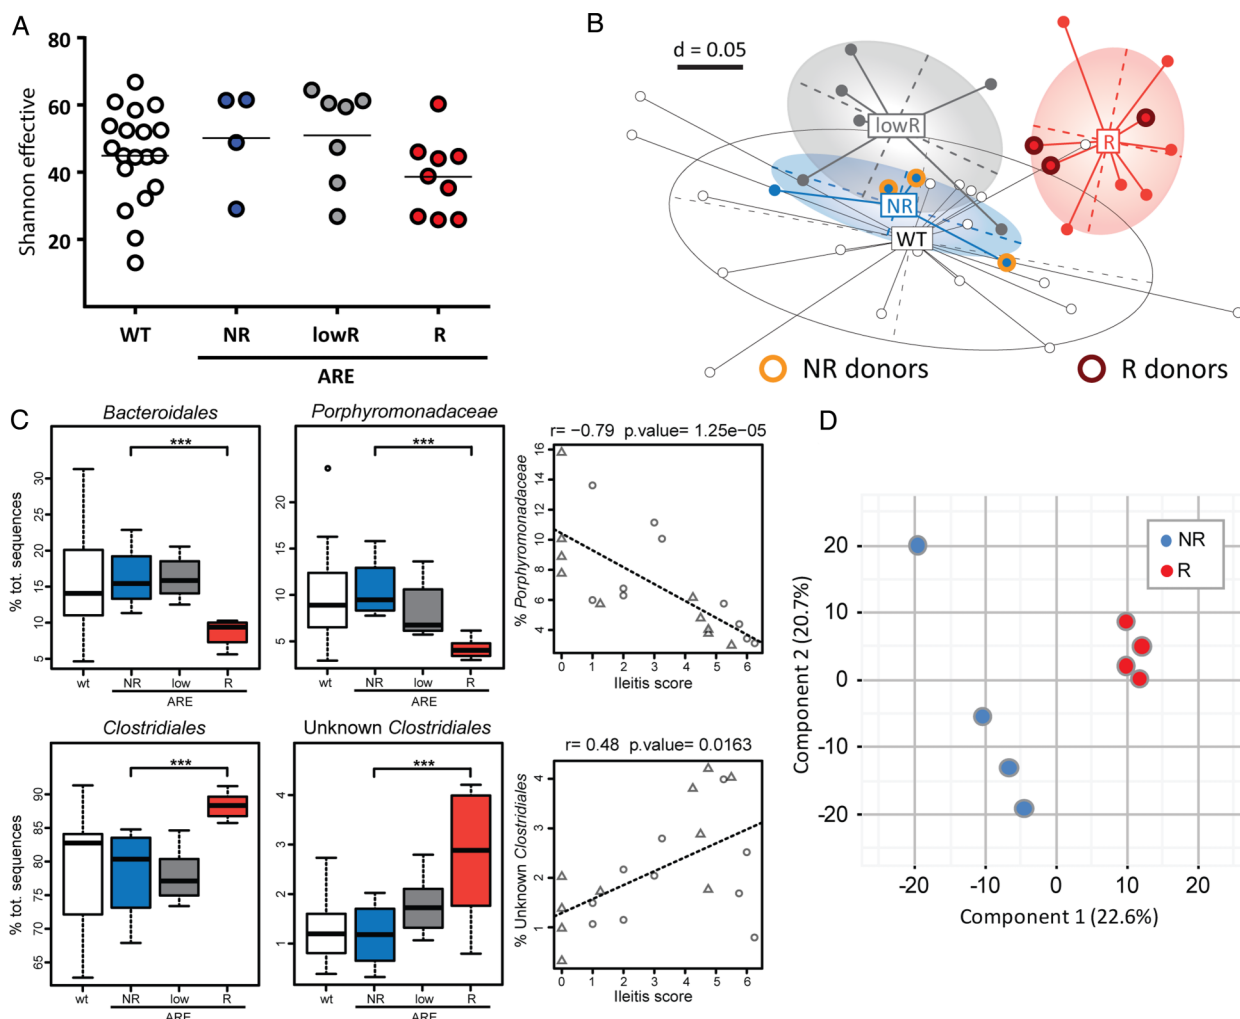 A
Shannon effective
80
60
40
20
WT
NR
lowR
R
ARE
B
d = 0.05
lowR
R
NR
WT
NR donors
R donors
C
Bacteroidales
***
% tot. sequences
30
25
20
15
10
5
wt
NR
low
R
ARE
Porphyromonadaceae
***
20
15
10
5
wt
NR
low
R
ARE
r= −0.79 p.value= 1.25e−05
% Porphyromonadaceae
16
14
12
10
8
6
4
0 1 2 3 4 5 6
Ileitis score
Clostridiales
***
% tot. sequences
90
85
80
75
70
65
wt
NR
low
R
ARE
Unknown Clostridiales
***
4
3
2
1
wt
NR
low
R
ARE
r= 0.48 p.value= 0.0163
% Unknown Clostridiales
4
3
2
1
0 1 2 3 4 5 6
Ileitis score
D
NR
R
Component 2 (20.7%)
20
10
0
-10
-20
-20 -10 0 10 20
Component 1 (22.6%)